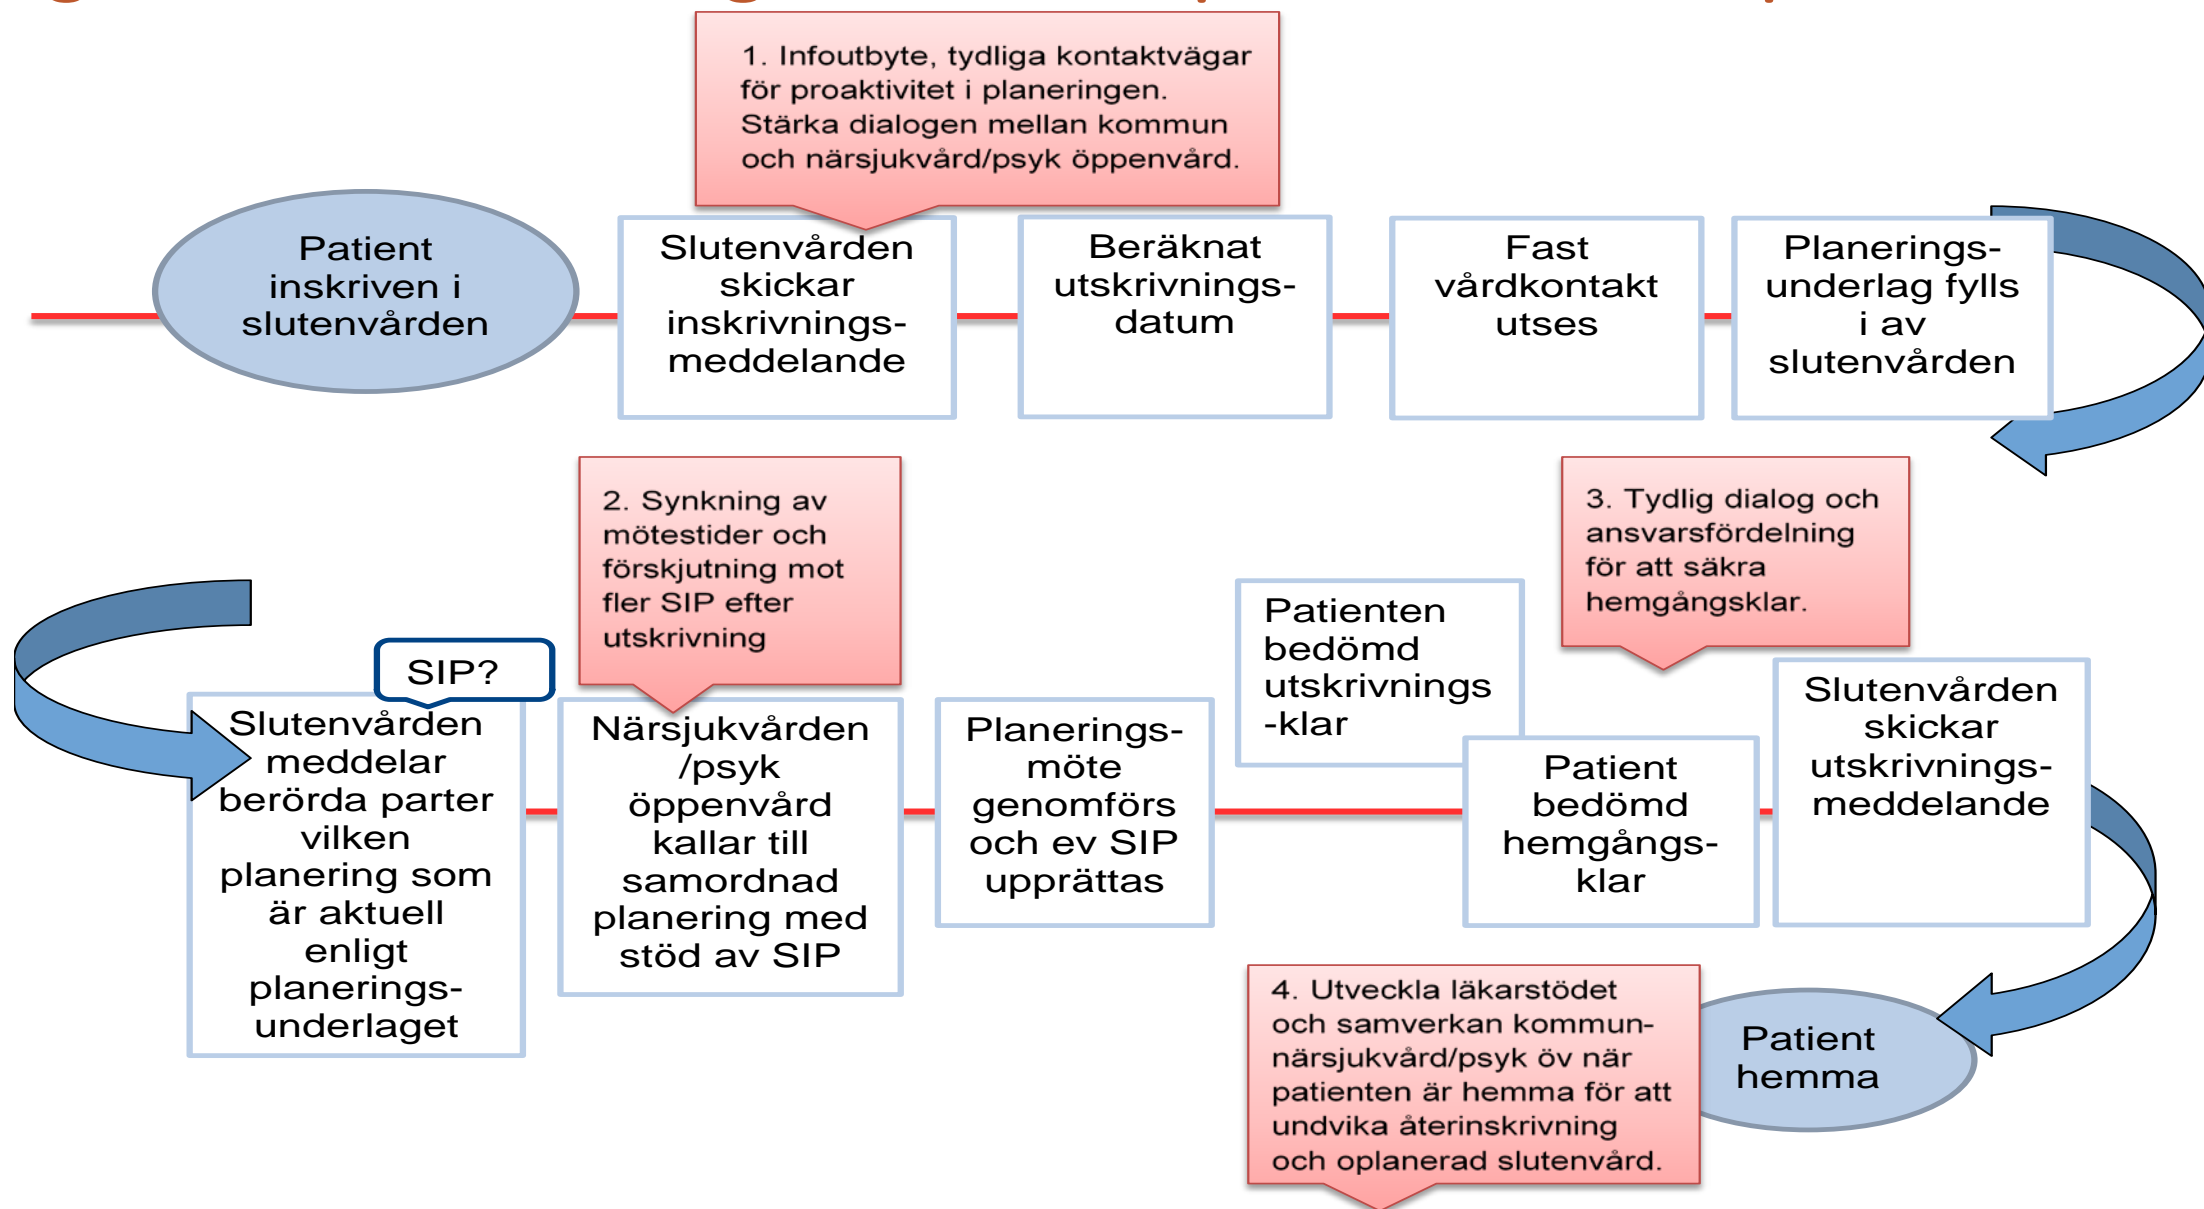 1. Infoutbyte, tydliga kontaktvägar
för proaktivitet i planeringen.
Stärka dialogen mellan kommun
och närsjukvård/psyk öppenvård.
Patient
inskriven i
slutenvården
Slutenvården
skickar
inskrivnings-
meddelande
Beräknat
utskrivnings-
datum
Fast
vårdkontakt
utses
Planerings-
underlag fylls
i av
slutenvården
2. Synkning av
mötestider och
förskjutning mot
fler SIP efter
utskrivning
3. Tydlig dialog och
ansvarsfördelning
för att säkra
hemgångsklar.
SIP?
Slutenvården
meddelar
berörda parter
vilken
planering som
är aktuell
enligt
planerings-
underlaget
Närsjukvården
/psyk
öppenvård
kallar till
samordnad
planering med
stöd av SIP
Planerings-
möte
genomförs
och ev SIP
upprättas
Patienten
bedömd
utskrivnings
-klar
Patient
bedömd
hemgångs-
klar
Slutenvården
skickar
utskrivnings-
meddelande
4. Utveckla läkarstödet
och samverkan kommun-
närsjukvård/psyk öv när
patienten är hemma för att
undvika återinskrivning
och oplanerad slutenvård.
Patient
hemma